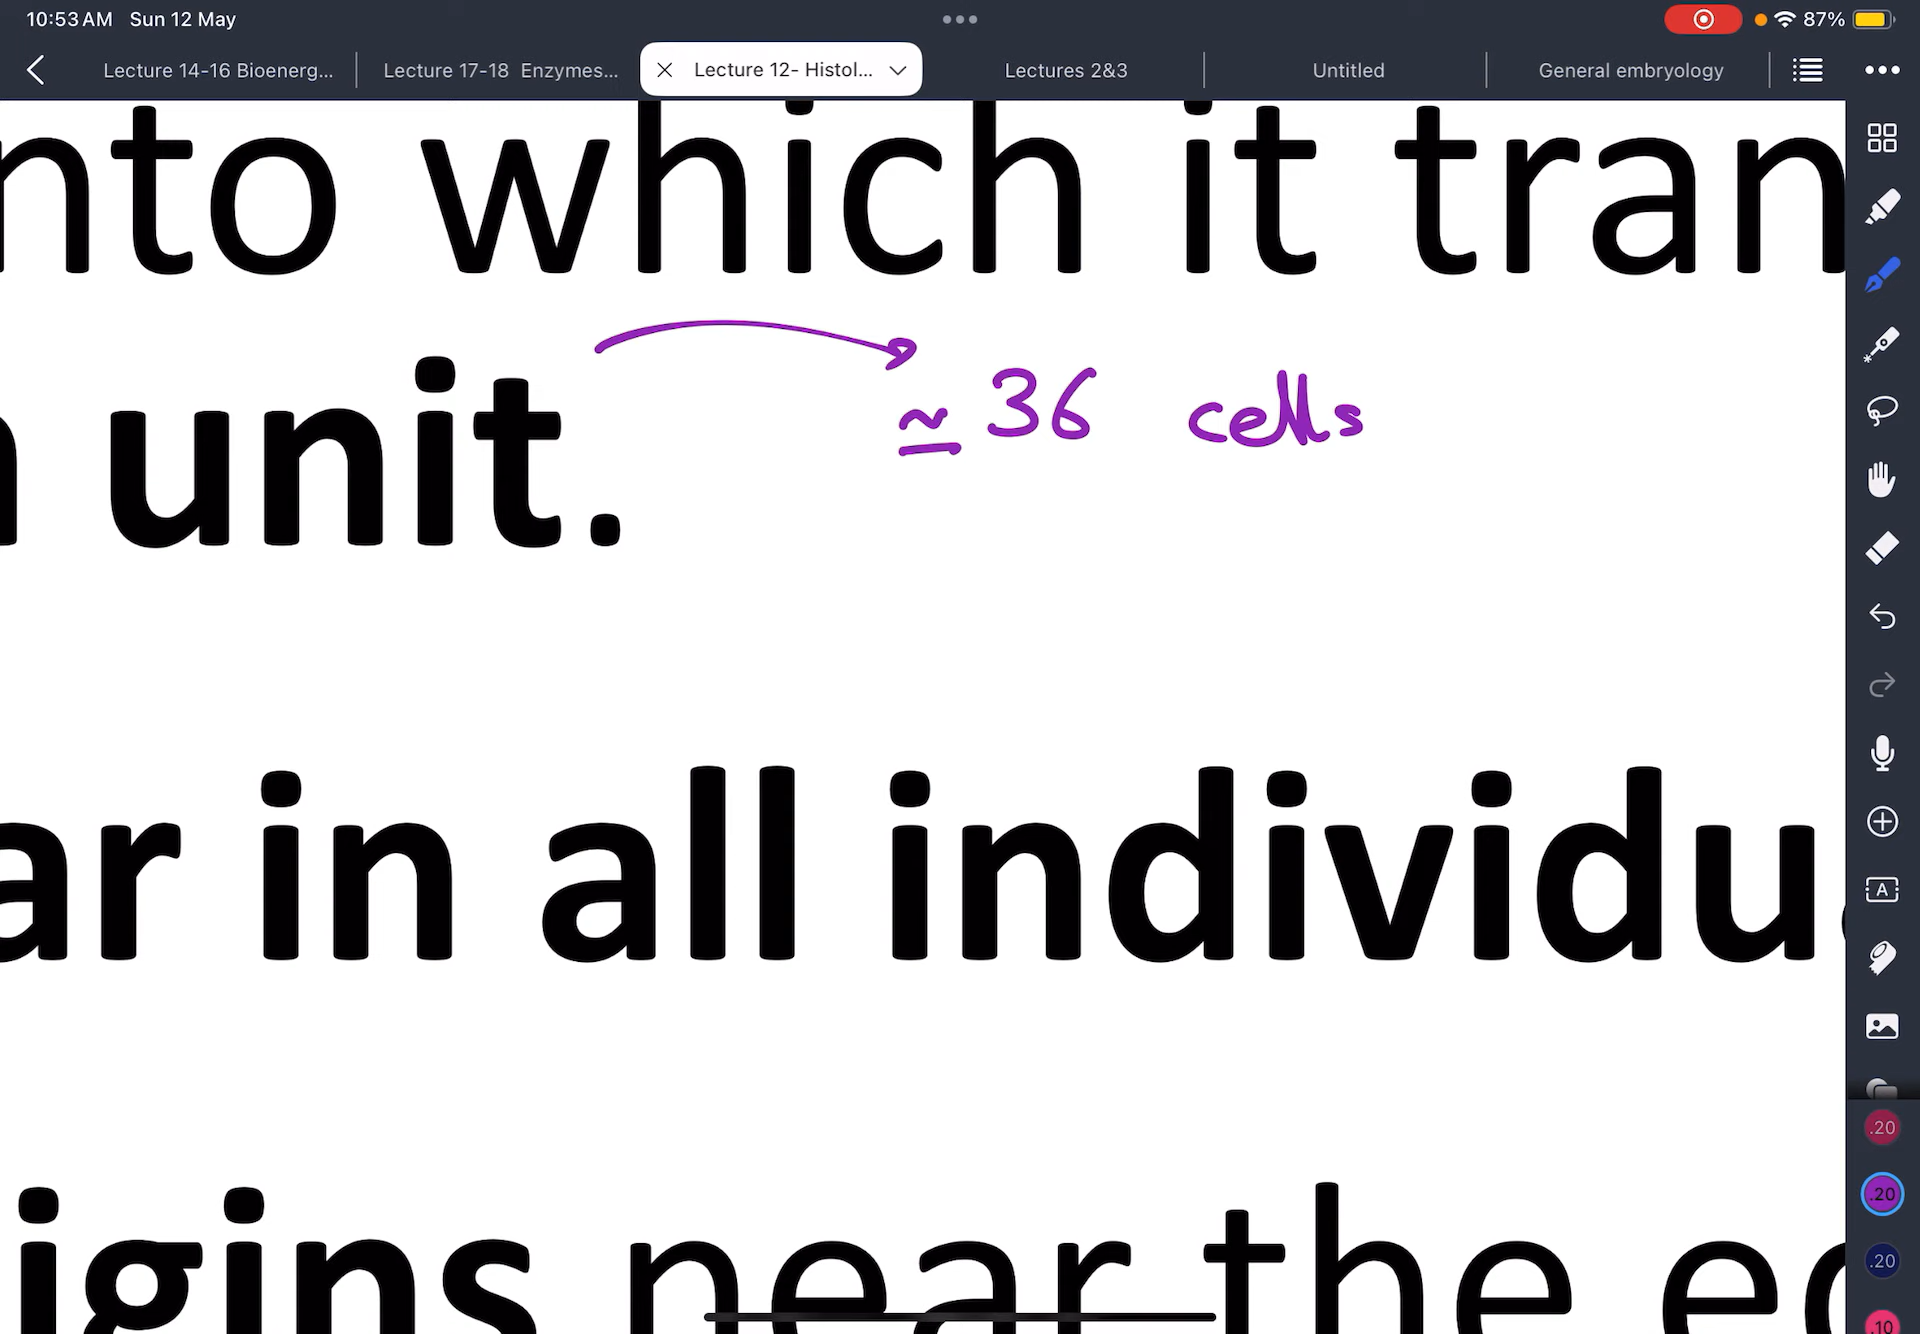 10:53 AM Sun 12 May
87%
Lecture 14-16 Bioenerg...
Lecture 17-18 Enzymes...
Lecture 12- Histol...
Lectures 2&3
Untitled
General embryology
nto which it tran
unit.
≃ 36 cells
ar in all individu
igins near the ed
A
.20
.20
.20
.10